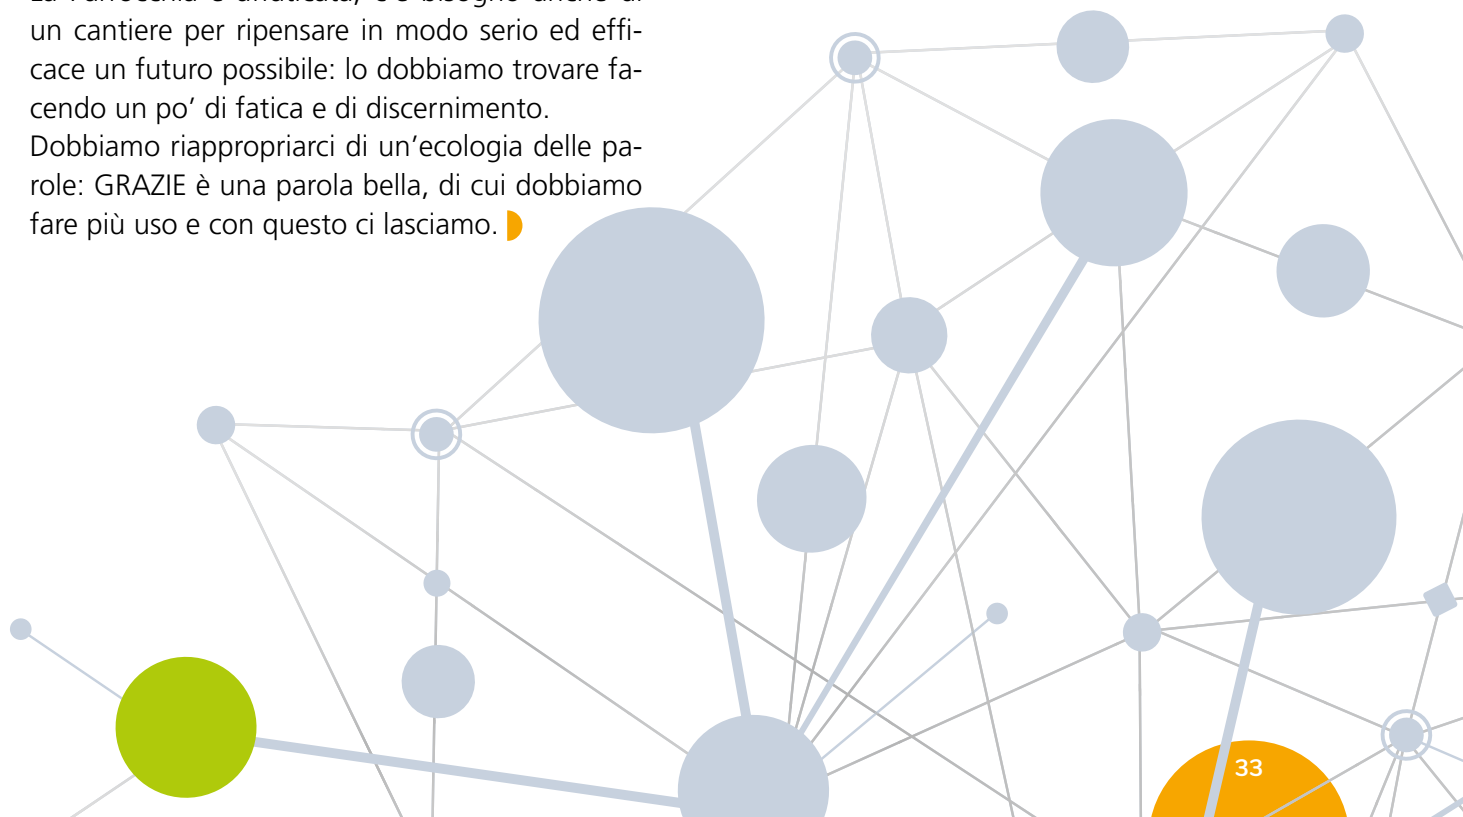 un cantiere per ripensare in modo serio ed effi-
cace un futuro possibile: lo dobbiamo trovare fa-
cendo un po’ di fatica e di discernimento.
Dobbiamo riappropriarci di un’ecologia delle pa-
role: GRAZIE è una parola bella, di cui dobbiamo
fare più uso e con questo ci lasciamo.
33